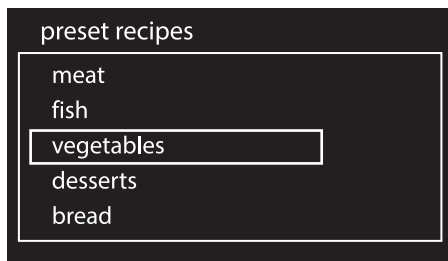 preset recipes
meat
fish
vegetables
desserts
bread